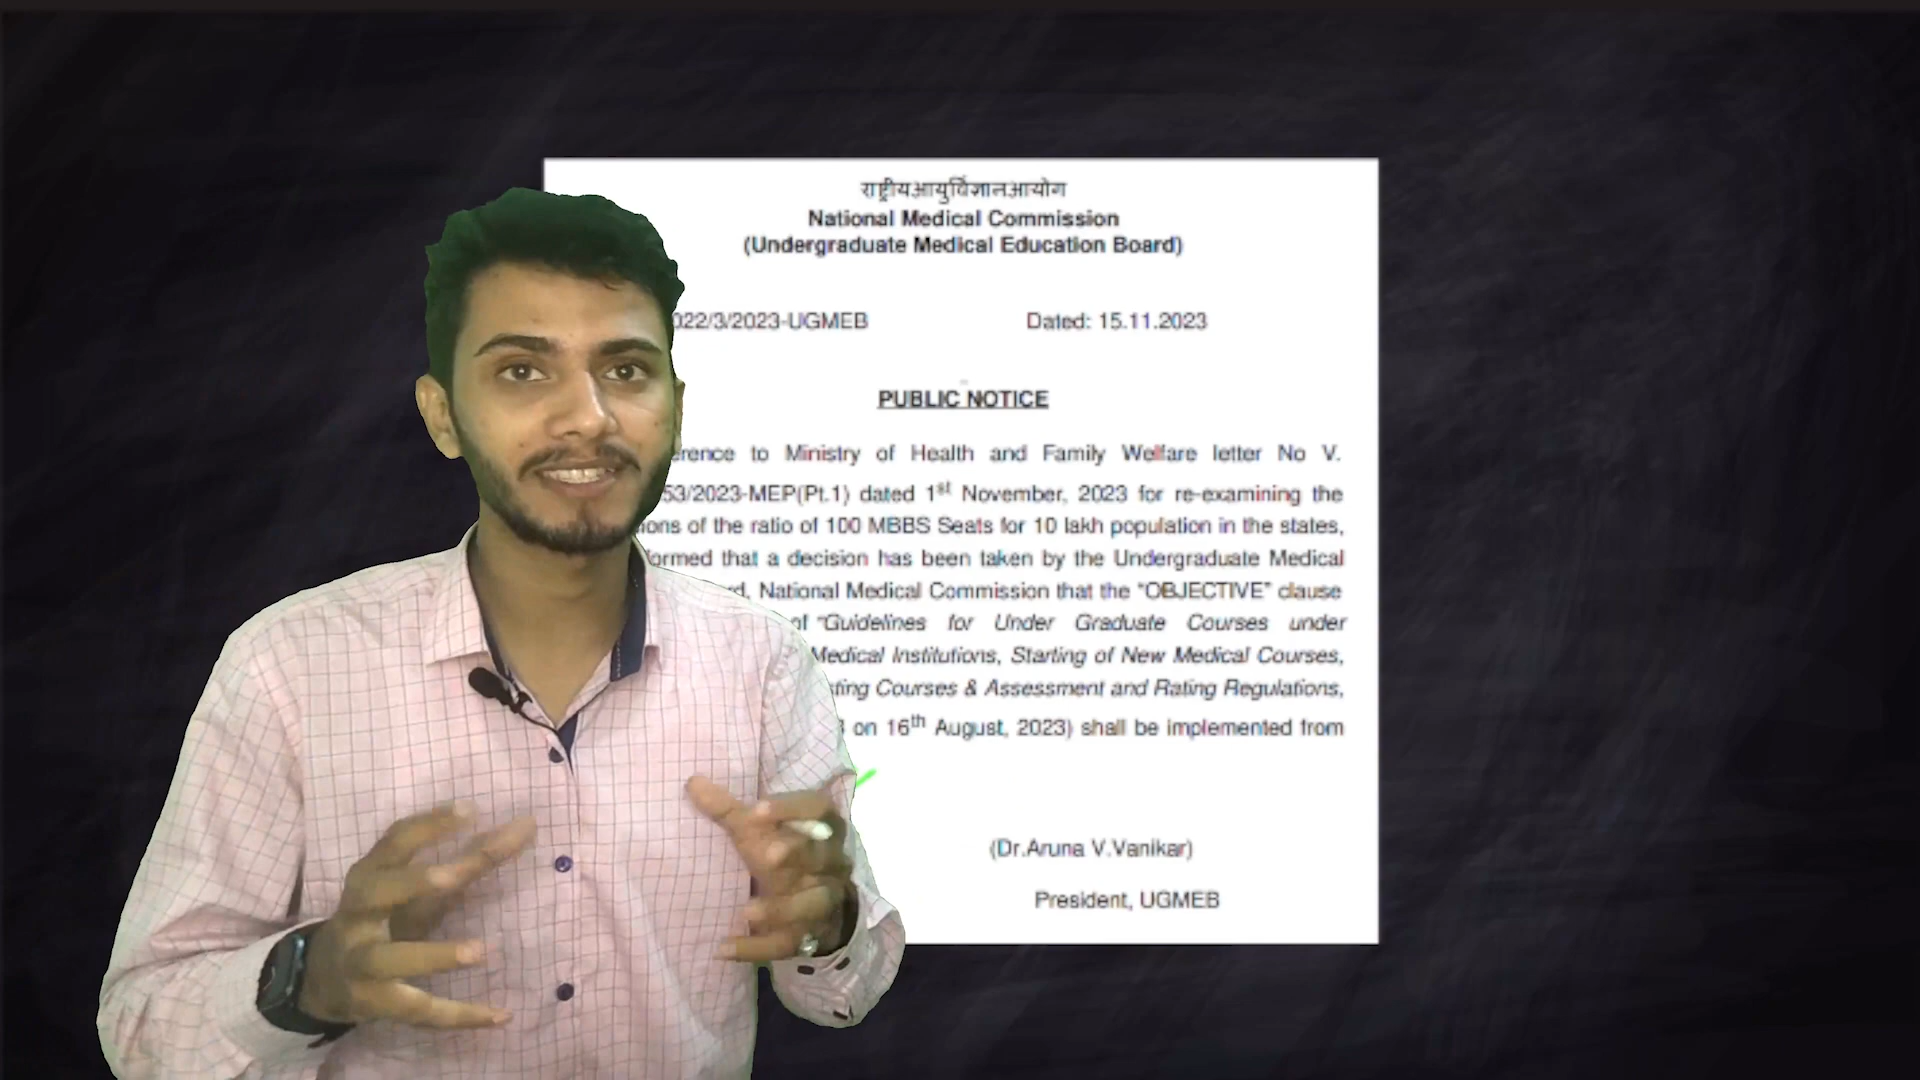 राष्ट्रीयआयुर्विज्ञानआयोग
National Medical Commission
(Undergraduate Medical Education Board)
022/3/2023-UGMEB Dated: 15.11.2023
PUBLIC NOTICE
to Ministry of Health and Family Welfare letter No V.
53/2023-MEP(Pt.1) dated 1st November, 2023 for re-examining the
of the ratio of 100 MBBS Seats for 10 lakh population in the states,
that a decision has been taken by the Undergraduate Medical
National Medical Commission that the "OBJECTIVE" clause
of "Guidelines for Under Graduate Courses under
Medical Institutions, Starting of New Medical Courses,
Courses & Assessment and Rating Regulations,
on 16th August, 2023) shall be implemented from
(Dr.Aruna V.Vanikar)
President, UGMEB